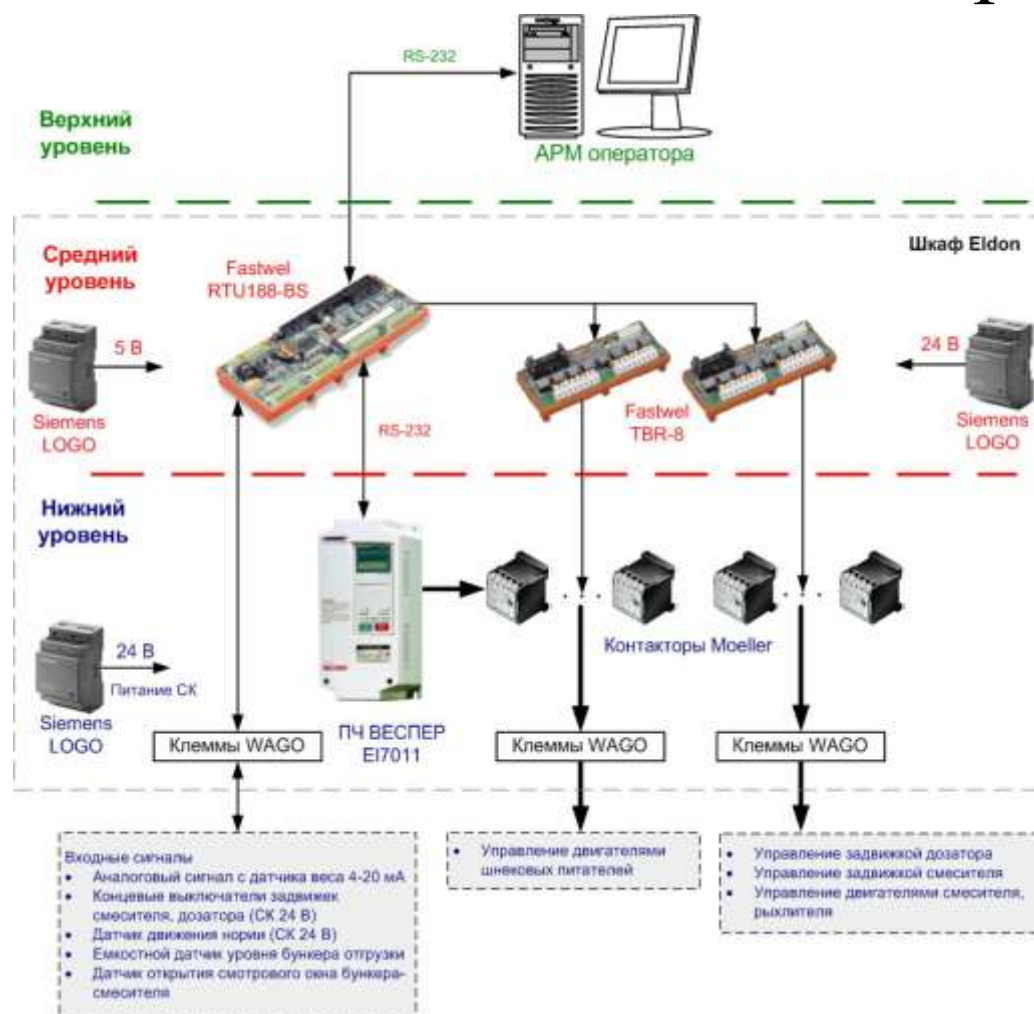 RS-232
Верхний
уровень
АРМ оператора
Средний
уровень
Шкаф Eldon
Fastwel
RTU188-BS
5 В
24 В
Siemens
LOGO
Fastwel
TBR-8
Siemens
LOGO
RS-232
Нижний
уровень
Контакторы Moeller
24 В
Питание СК
Siemens
LOGO
ПЧ ВЕСПЕР
EI7011
Клеммы WAGO
Клеммы WAGO
Клеммы WAGO
Входные сигналы
• Аналоговый сигнал с датчика веса 4-20 мА
• Концевые выключатели задвижек
смесителя, дозатора (СК 24 В)
• Датчик движения нории (СК 24 В)
• Емкостной датчик уровня бункера отгрузки
• Датчик открытия смотрового окна бункера-
смесителя
• Управление двигателями
шнековых питателей
• Управление задвижкой дозатора
• Управление задвижкой смесителя
• Управление двигателями смесителя,
рыхлителя